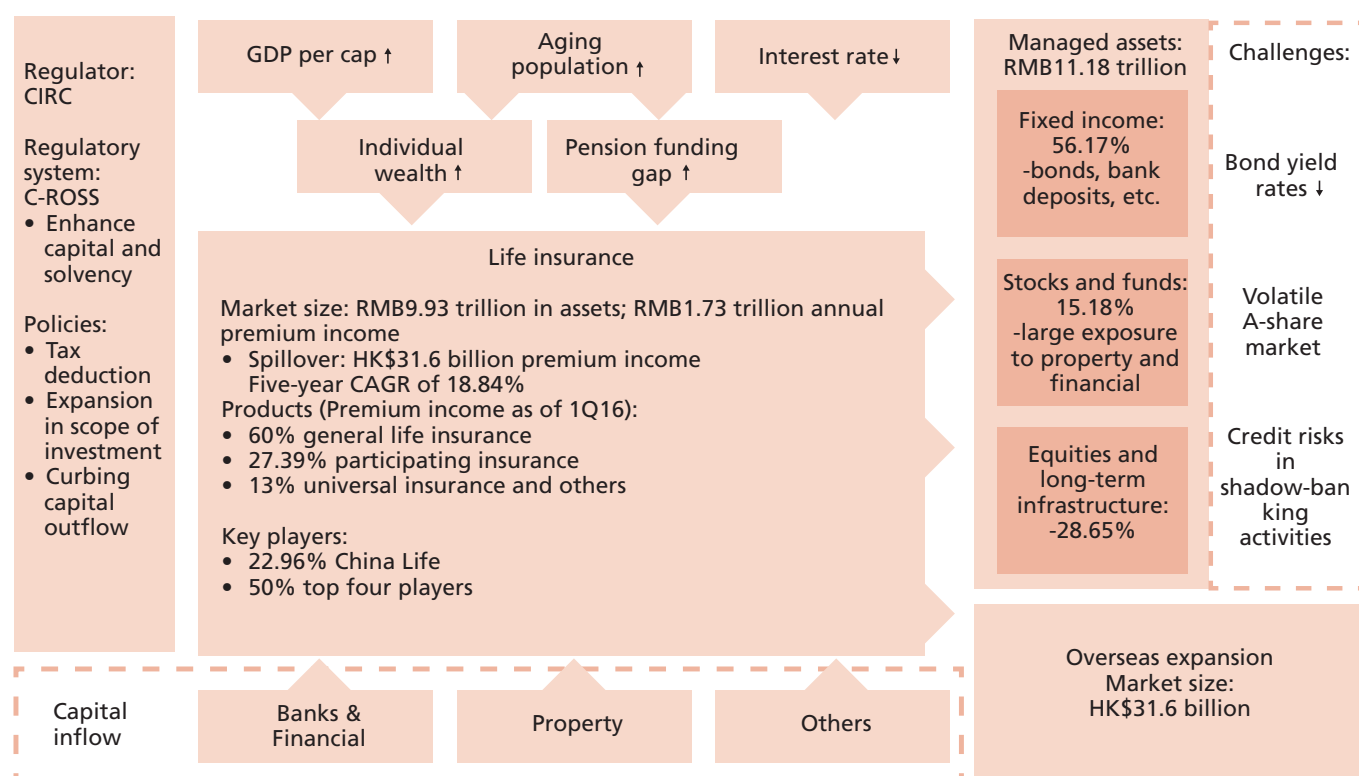 Regulator:
CIRC
Regulatory
system:
C-ROSS
• Enhance
capital and
solvency
Policies:
• Tax
deduction
• Expansion
in scope of
investment
• Curbing
capital
outflow
GDP per cap ↑
Aging
population ↑
Interest rate ↓
Individual
wealth ↑
Pension funding
gap ↑
Life insurance
Market size: RMB9.93 trillion in assets; RMB1.73 trillion annual
premium income
• Spillover: HK$31.6 billion premium income
Five-year CAGR of 18.84%
Products (Premium income as of 1Q16):
• 60% general life insurance
• 27.39% participating insurance
• 13% universal insurance and others
Key players:
• 22.96% China Life
• 50% top four players
Managed assets:
RMB11.18 trillion
Fixed income:
56.17%
-bonds, bank
deposits, etc.
Stocks and funds:
15.18%
-large exposure
to property and
financial
Equities and
long-term
infrastructure:
-28.65%
Challenges:
Bond yield
rates ↓
Volatile
A-share
market
Credit risks
in
shadow-ban
king
activities
Capital
inflow
Banks &
Financial
Property
Others
Overseas expansion
Market size:
HK$31.6 billion